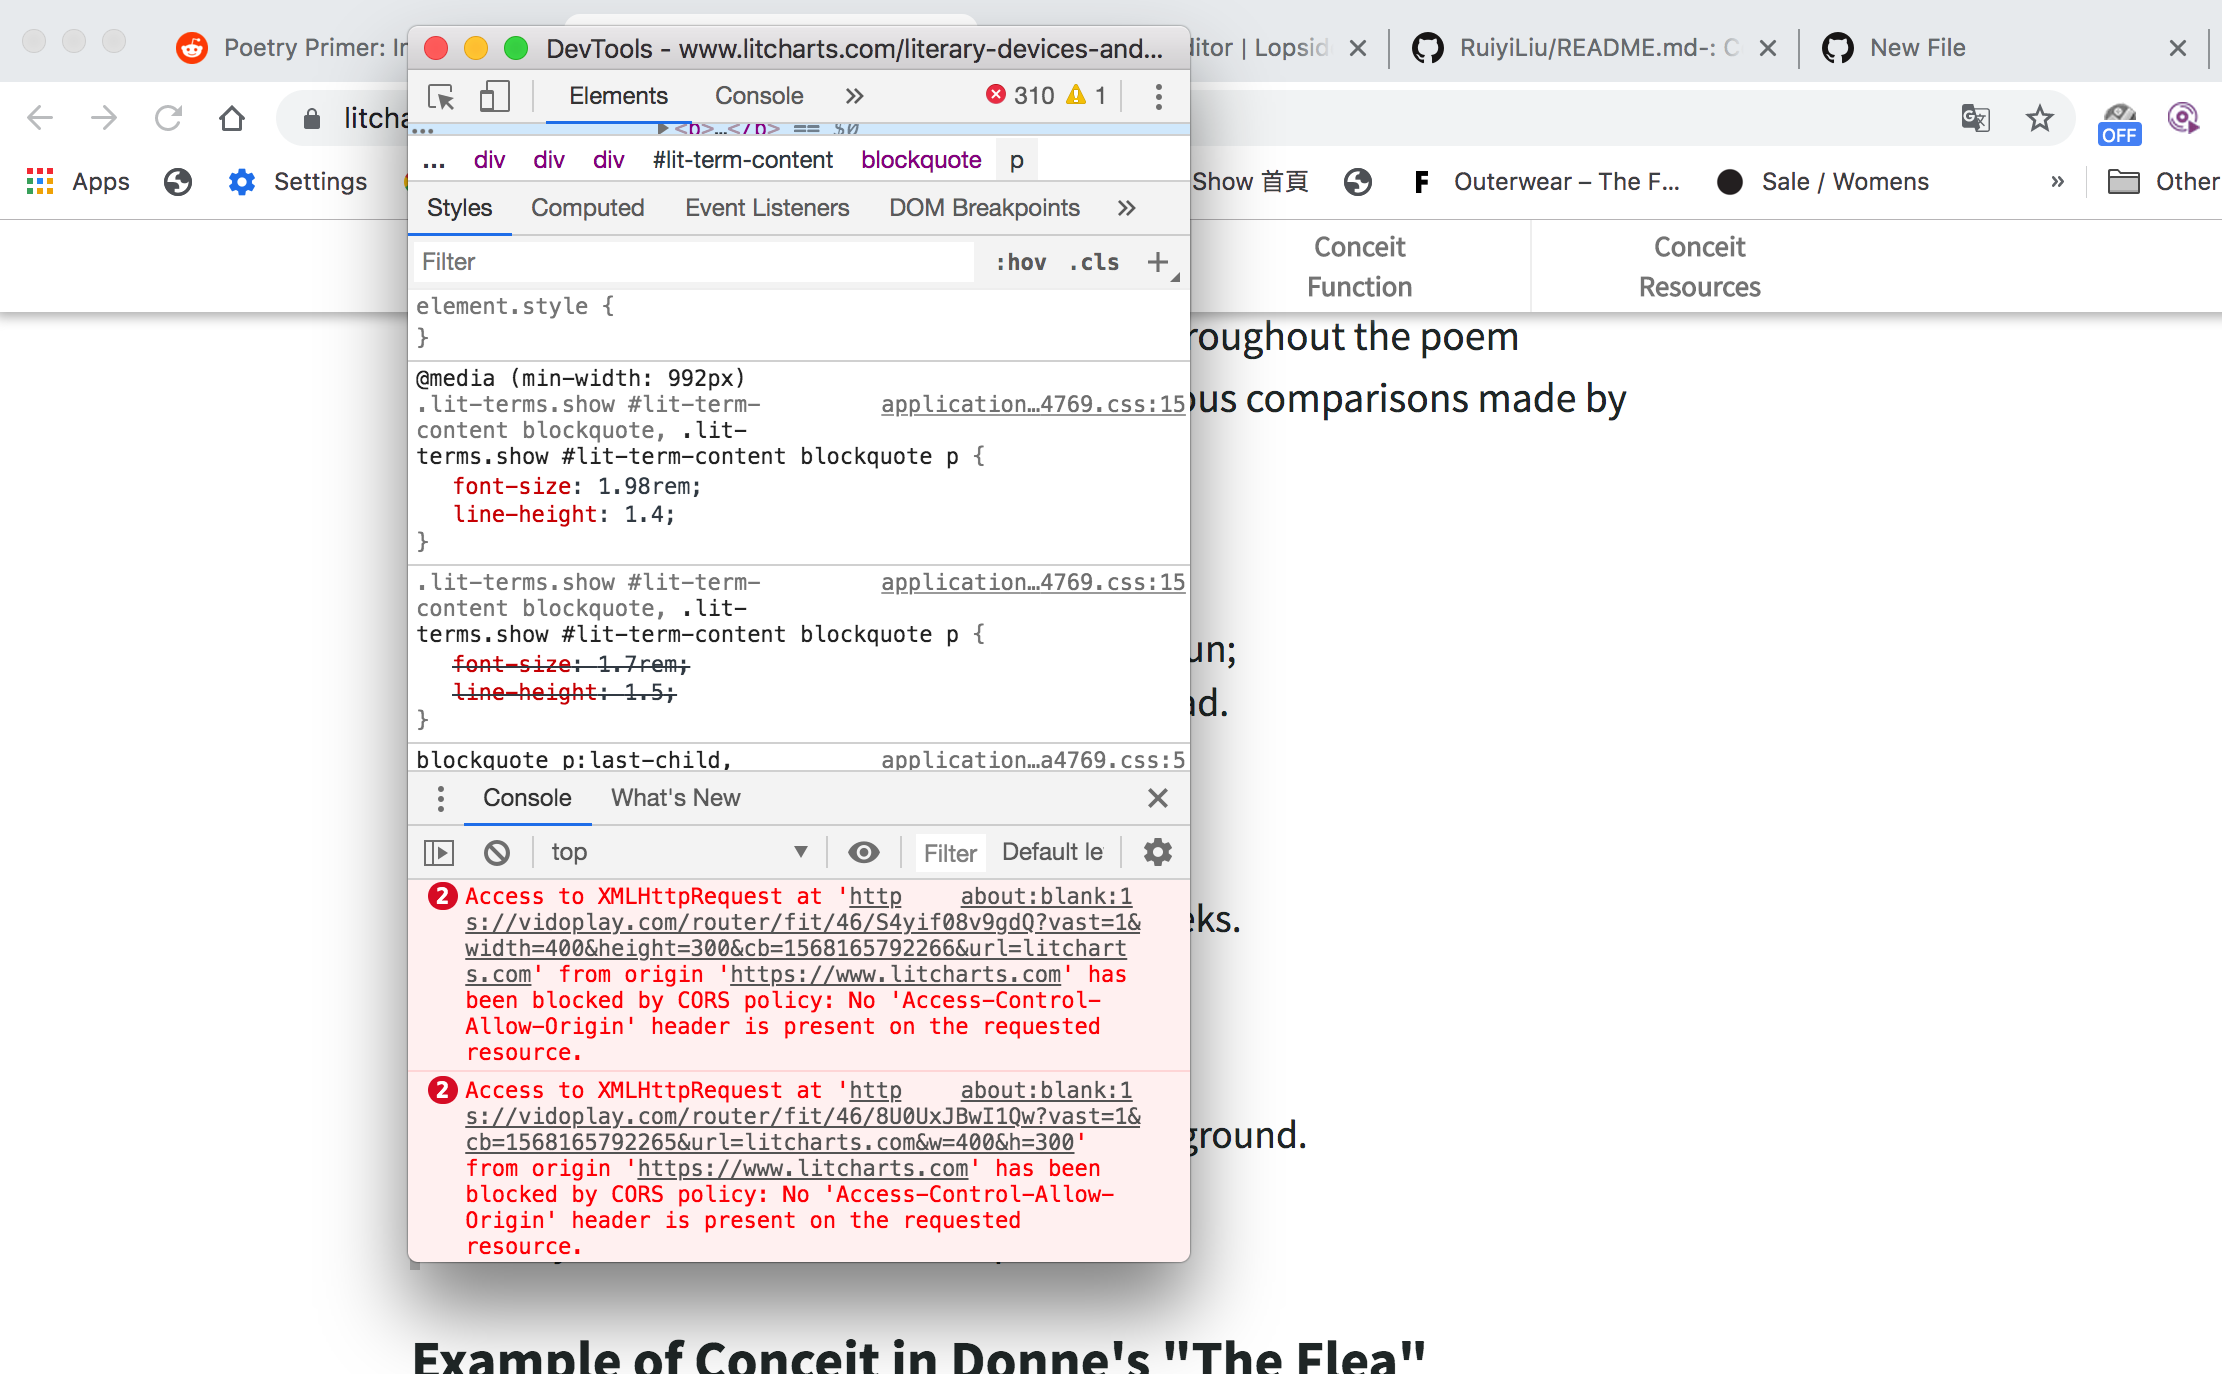 Poetry Primer: In
DevTools - www.litcharts.com/literary-devices-and...
ditor | Lopsid
RuiyiLiu/README.md-: C
New File
litcha
Elements
Console
310
1
OFF
… ▶<b>…</b> == $0
... div div div #lit-term-content blockquote p
Apps
Settings
Show 首頁
F
Outerwear – The F...
Sale / Womens
»
Other
Styles
Computed
Event Listeners
DOM Breakpoints
»
Filter
:hov
.cls
+
Conceit
Function
Conceit
Resources
element.style {
}
roughout the poem
@media (min-width: 992px)
.lit-terms.show #lit-term-
application…4769.css:15
content blockquote, .lit-
terms.show #lit-term-content blockquote p {
font-size: 1.98rem;
line-height: 1.4;
}
ous comparisons made by
.lit-terms.show #lit-term-
application…4769.css:15
content blockquote, .lit-
terms.show #lit-term-content blockquote p {
font-size: 1.7rem;
line-height: 1.5;
}
un;
ad.
blockquote p:last-child,
application…a4769.css:5
Console
What's New
top
Filter
Default le
2 Access to XMLHttpRequest at 'http
about:blank:1
s://vidoplay.com/router/fit/46/S4yif08v9gdQ?vast=1&
width=400&height=300&cb=1568165792266&url=litchart
s.com' from origin 'https://www.litcharts.com' has
been blocked by CORS policy: No 'Access-Control-
Allow-Origin' header is present on the requested
resource.
eks.
2 Access to XMLHttpRequest at 'http
about:blank:1
s://vidoplay.com/router/fit/46/8U0UxJBwI1Qw?vast=1&
cb=1568165792265&url=litcharts.com&w=400&h=300'
from origin 'https://www.litcharts.com' has been
blocked by CORS policy: No 'Access-Control-Allow-
Origin' header is present on the requested
resource.
ground.
Example of Conceit in Donne's "The Flea"